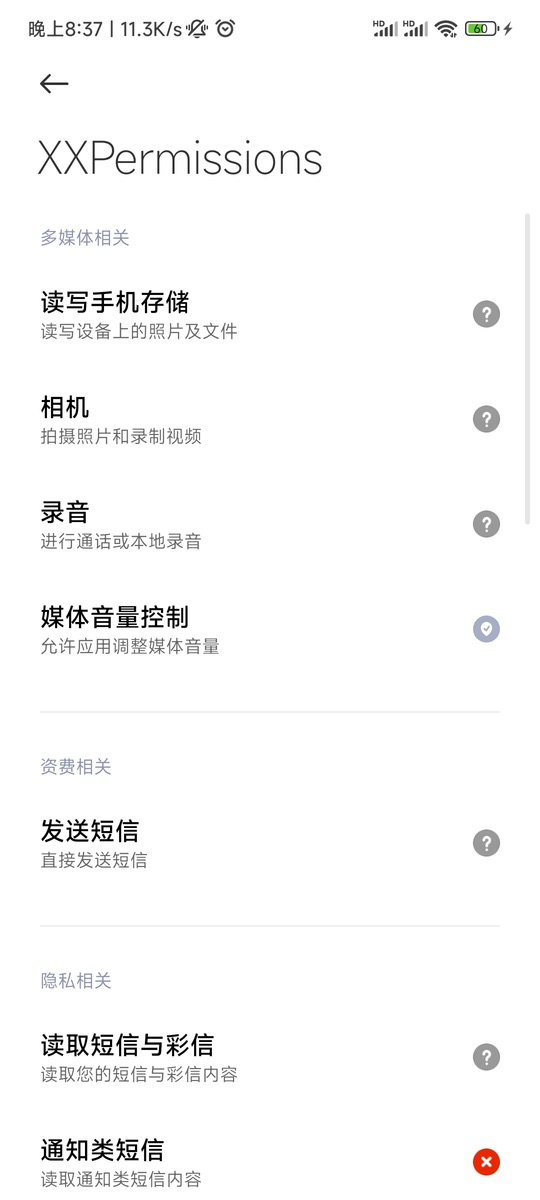 晚上8:37 | 11.3K/s HD HD 60
XXPermissions
多媒体相关
读写手机存储
读写设备上的照片及文件
相机
拍摄照片和录制视频
录音
进行通话或本地录音
媒体音量控制
允许应用调整媒体音量
资费相关
发送短信
直接发送短信
隐私相关
读取短信与彩信
读取您的短信与彩信内容
通知类短信
读取通知类短信内容